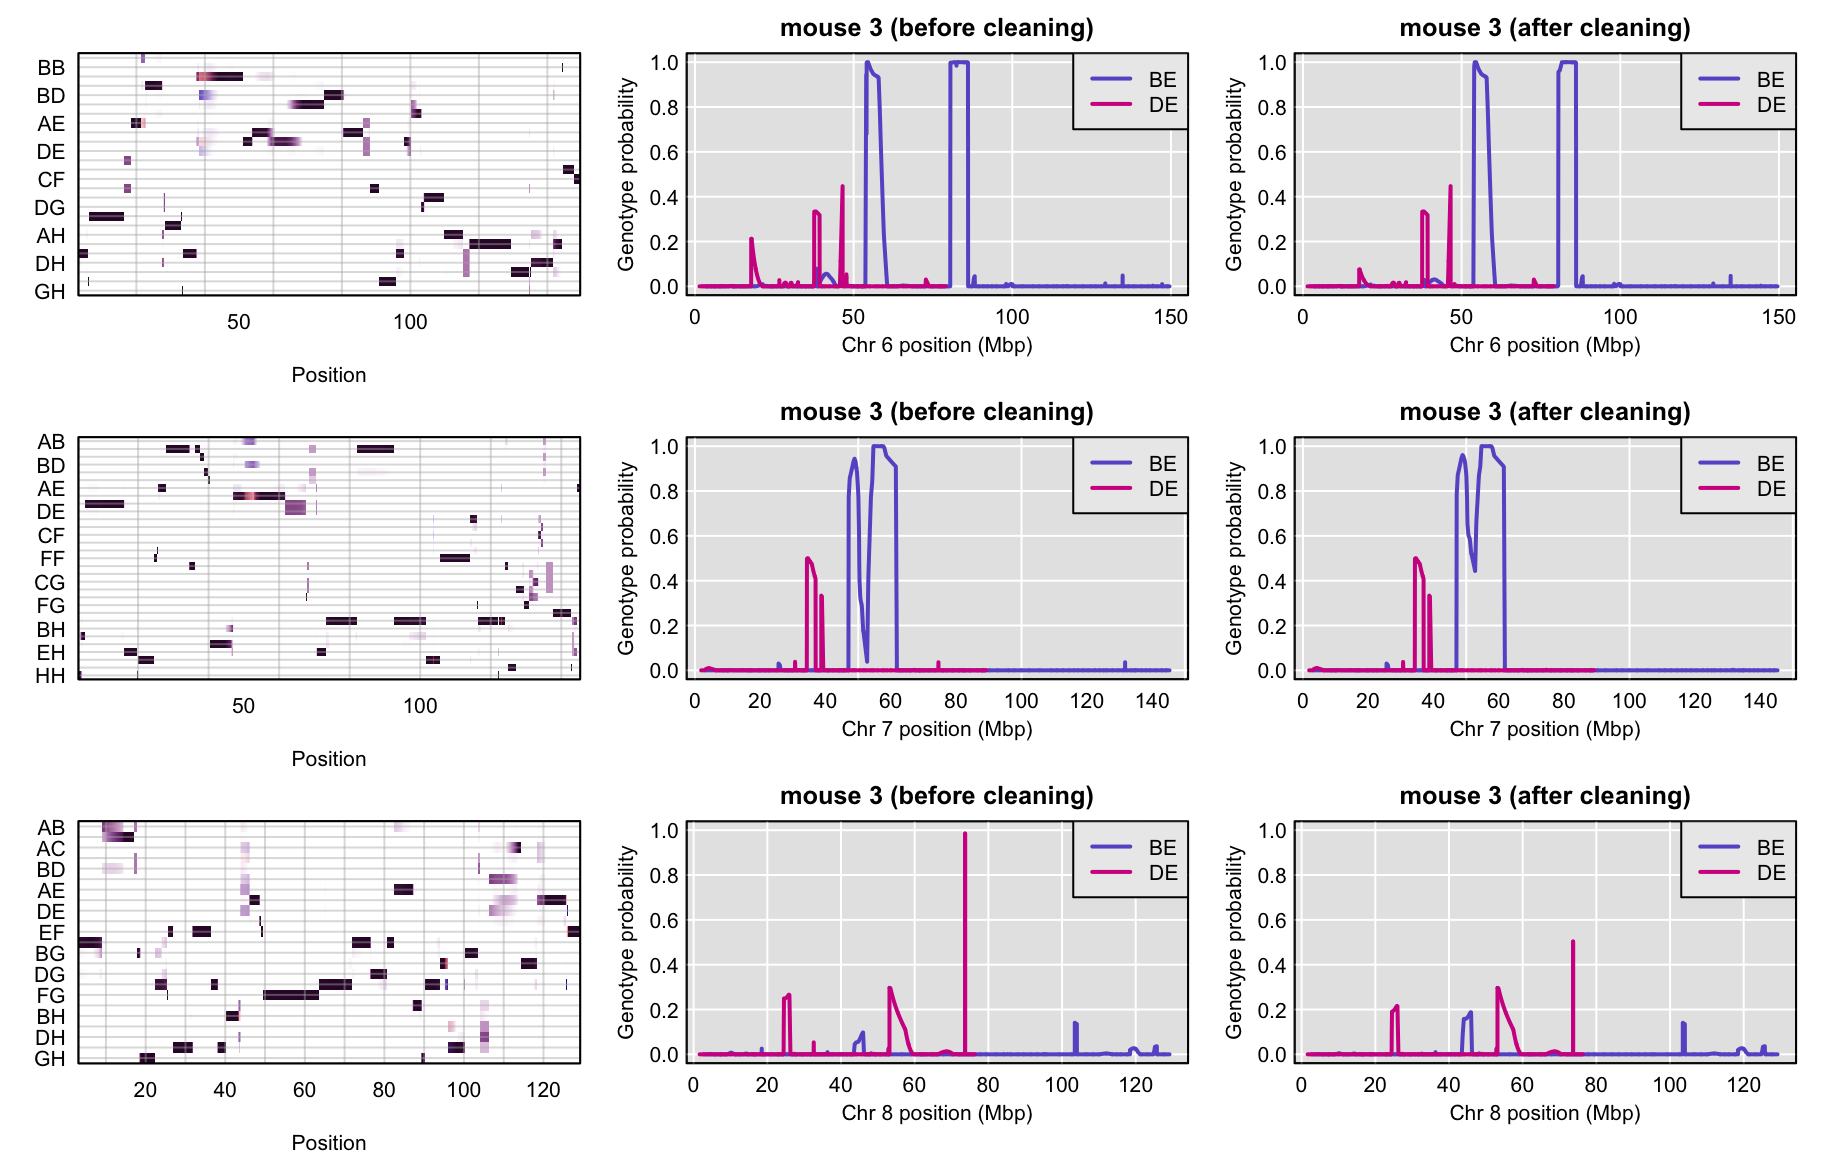 BB
BD
AE
DE
CF
DG
AH
DH
GH
50 100
Position
mouse 3 (before cleaning)
Genotype probability
1.0
0.8
0.6
0.4
0.2
0.0
BE
DE
0 50 100 150
Chr 6 position (Mbp)
mouse 3 (after cleaning)
Genotype probability
1.0
0.8
0.6
0.4
0.2
0.0
BE
DE
0 50 100 150
Chr 6 position (Mbp)
AB
BD
AE
DE
CF
FF
CG
FG
BH
EH
HH
50 100
Position
mouse 3 (before cleaning)
Genotype probability
1.0
0.8
0.6
0.4
0.2
0.0
BE
DE
0 20 40 60 80 100 120 140
Chr 7 position (Mbp)
mouse 3 (after cleaning)
Genotype probability
1.0
0.8
0.6
0.4
0.2
0.0
BE
DE
0 20 40 60 80 100 120 140
Chr 7 position (Mbp)
AB
AC
BD
AE
DE
EF
BG
DG
FG
BH
DH
GH
20 40 60 80 100 120
Position
mouse 3 (before cleaning)
Genotype probability
1.0
0.8
0.6
0.4
0.2
0.0
BE
DE
0 20 40 60 80 100 120
Chr 8 position (Mbp)
mouse 3 (after cleaning)
Genotype probability
1.0
0.8
0.6
0.4
0.2
0.0
BE
DE
0 20 40 60 80 100 120
Chr 8 position (Mbp)